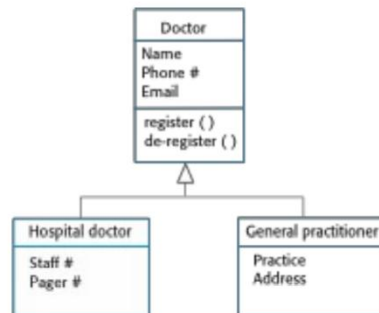 Doctor
Name
Phone #
Email
register ( )
de-register ( )
Hospital doctor
Staff #
Pager #
General practitioner
Practice
Address